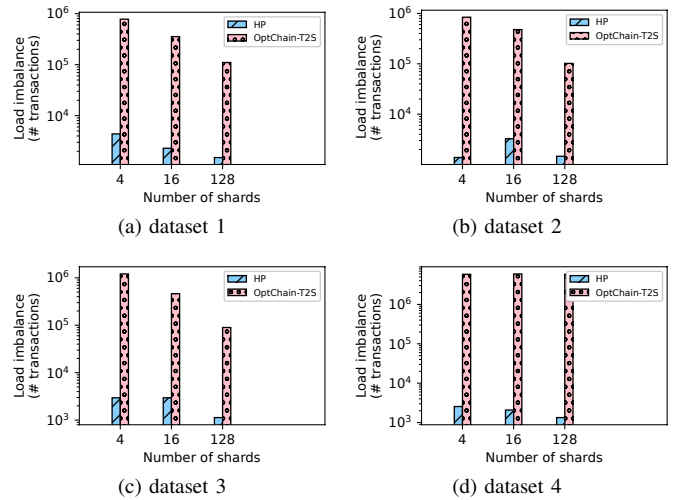 10⁶
10⁵
10⁴
Load imbalance
(# transactions)
HP
OptChain-T2S
4 16 128
Number of shards
(a) dataset 1
10⁶
10⁵
10⁴
Load imbalance
(# transactions)
HP
OptChain-T2S
4 16 128
Number of shards
(b) dataset 2
10⁶
10⁵
10⁴
10³
Load imbalance
(# transactions)
HP
OptChain-T2S
4 16 128
Number of shards
(c) dataset 3
10⁶
10⁵
10⁴
10³
Load imbalance
(# transactions)
HP
OptChain-T2S
4 16 128
Number of shards
(d) dataset 4